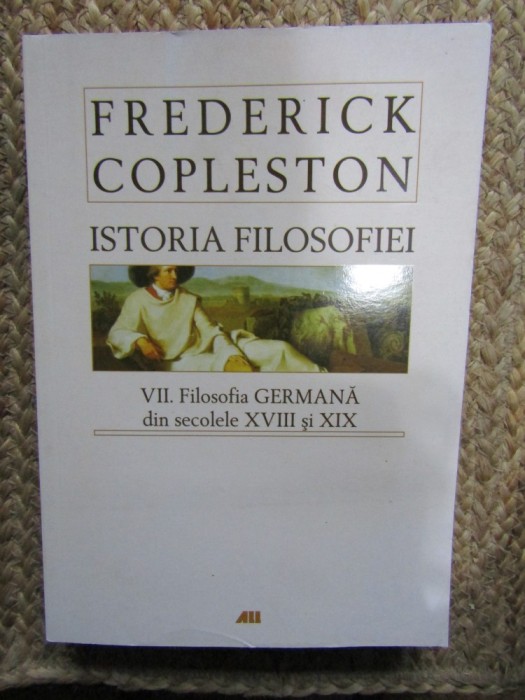 FREDERICK
COPLESTON
ISTORIA FILOSOFIEI
VII. Filosofia GERMANĂ
din secolele XVIII şi XIX
ALL